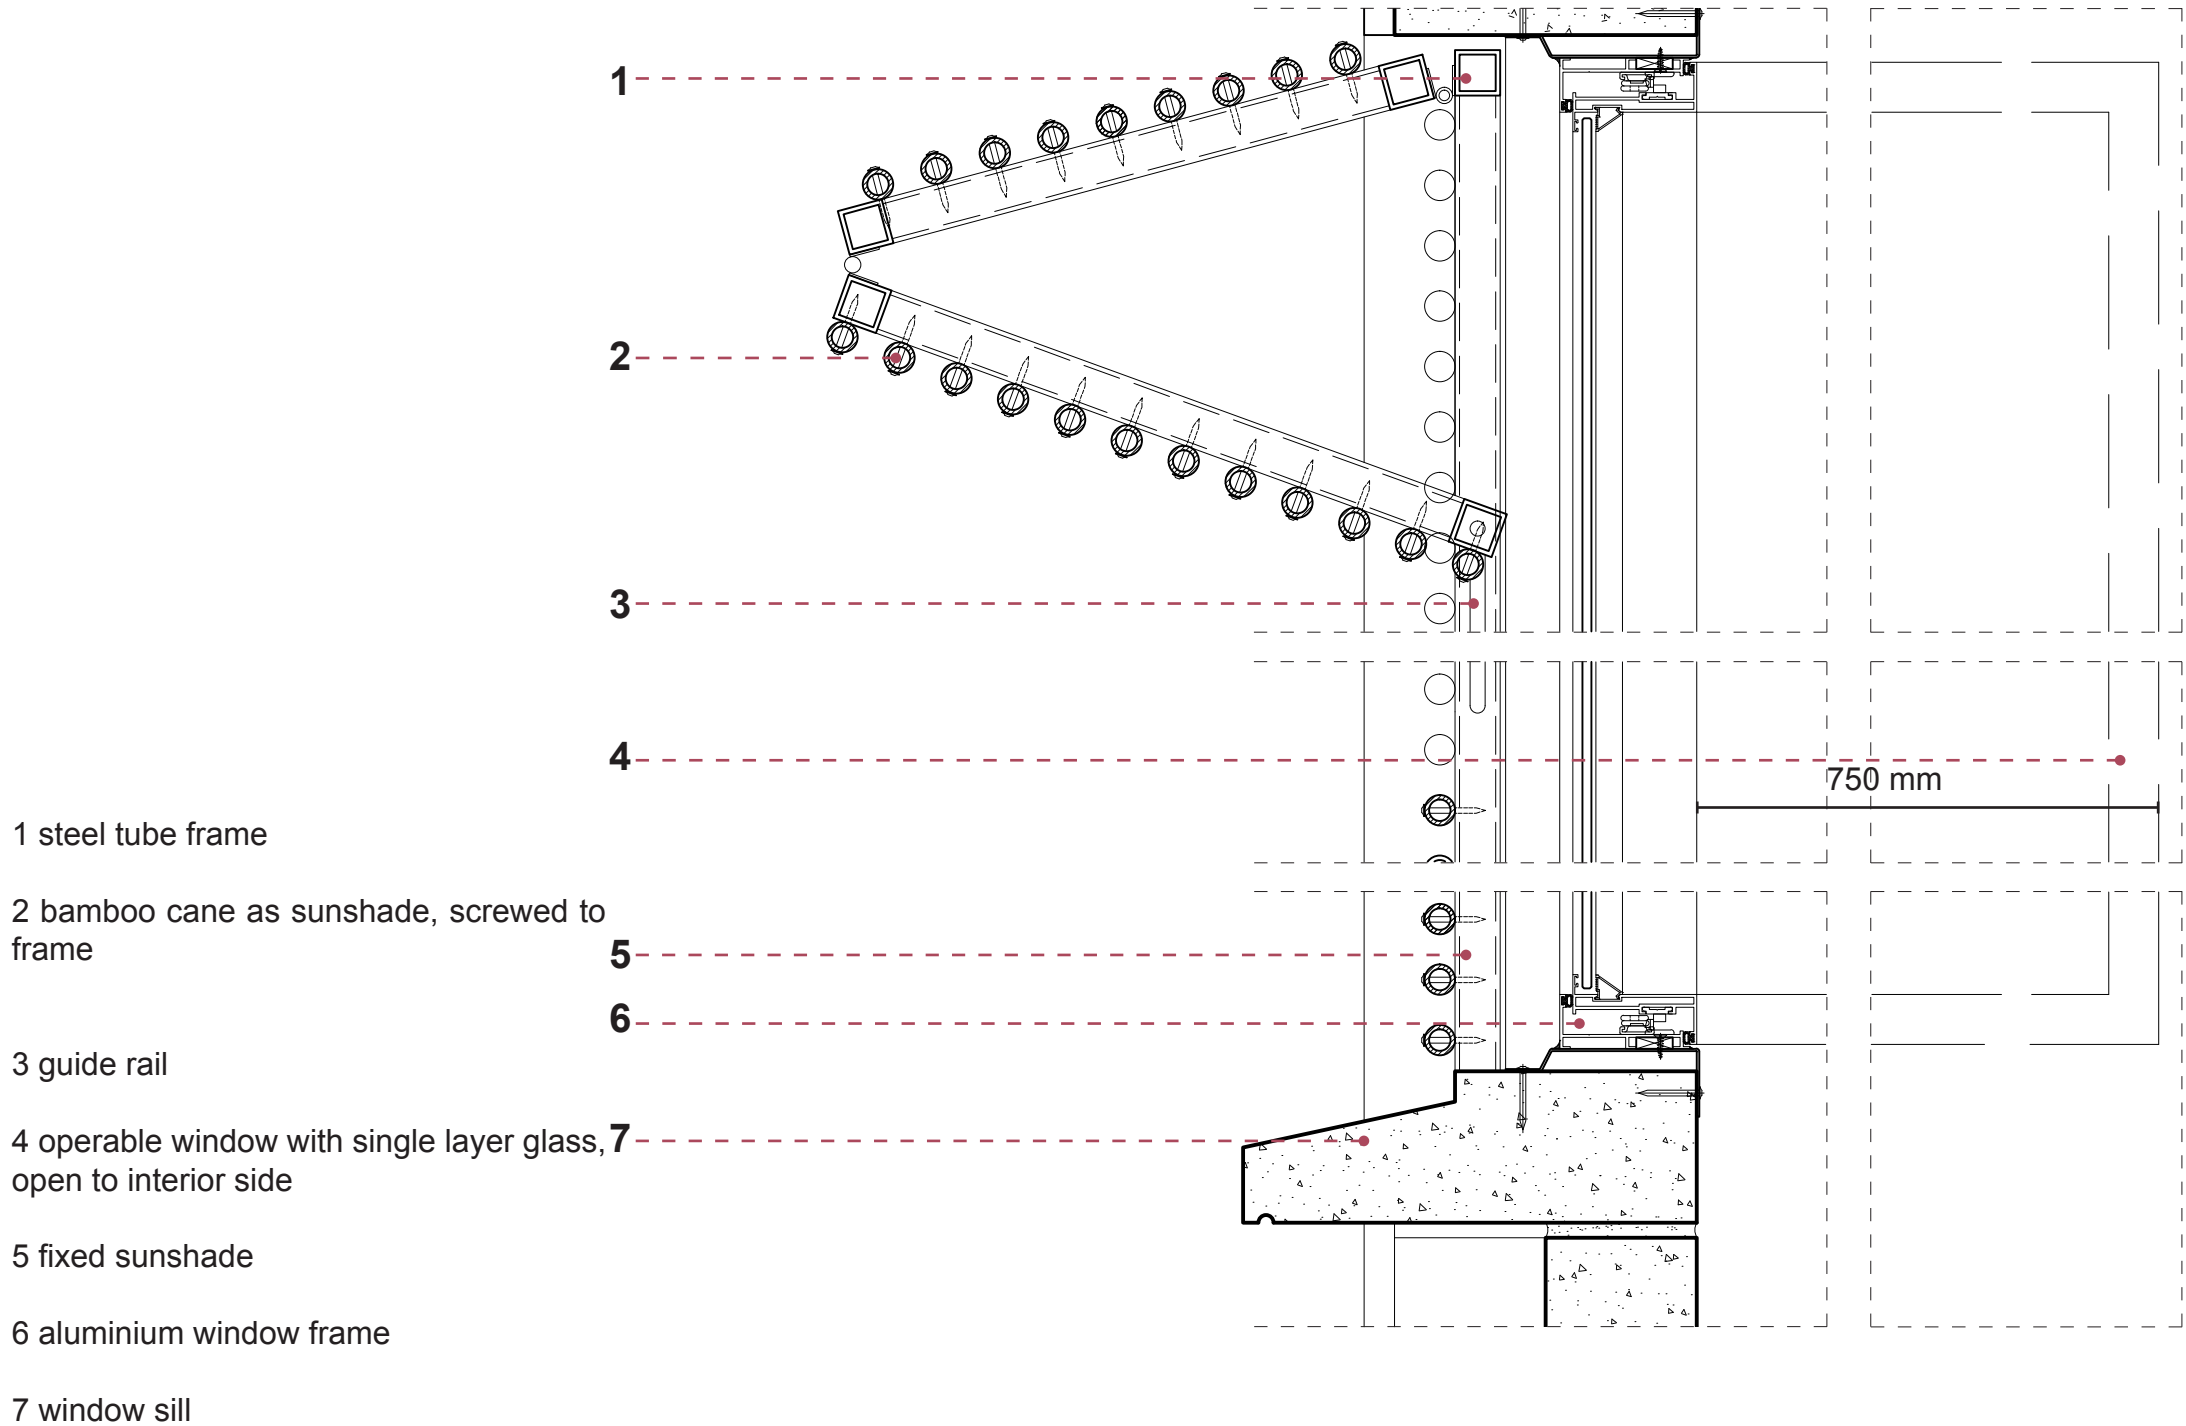 1
2
3
4
750 mm
1 steel tube frame
2 bamboo cane as sunshade, screwed to
frame
5
6
3 guide rail
4 operable window with single layer glass,
open to interior side
7
5 fixed sunshade
6 aluminium window frame
7 window sill